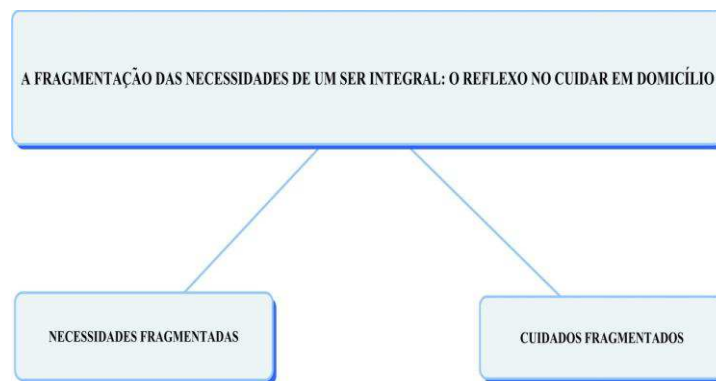 A FRAGMENTAÇÃO DAS NECESSIDADES DE UM SER INTEGRAL: O REFLEXO NO CUIDAR EM DOMICÍLIO
NECESSIDADES FRAGMENTADAS
CUIDADOS FRAGMENTADOS